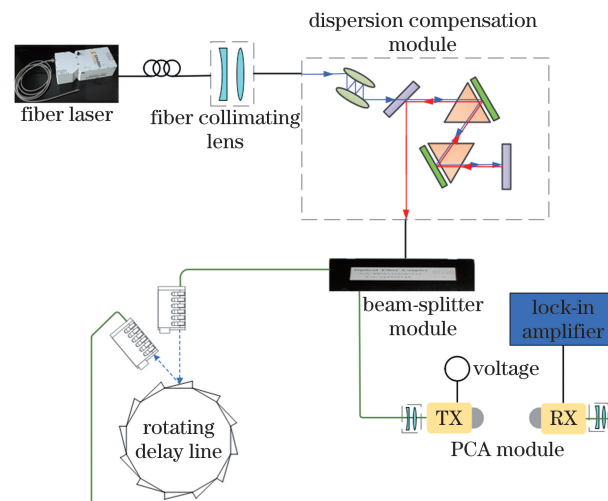 dispersion compensation
module
fiber laser
fiber collimating
lens
beam-splitter
module
lock-in
amplifier
voltage
TX
RX
PCA module
rotating
delay line